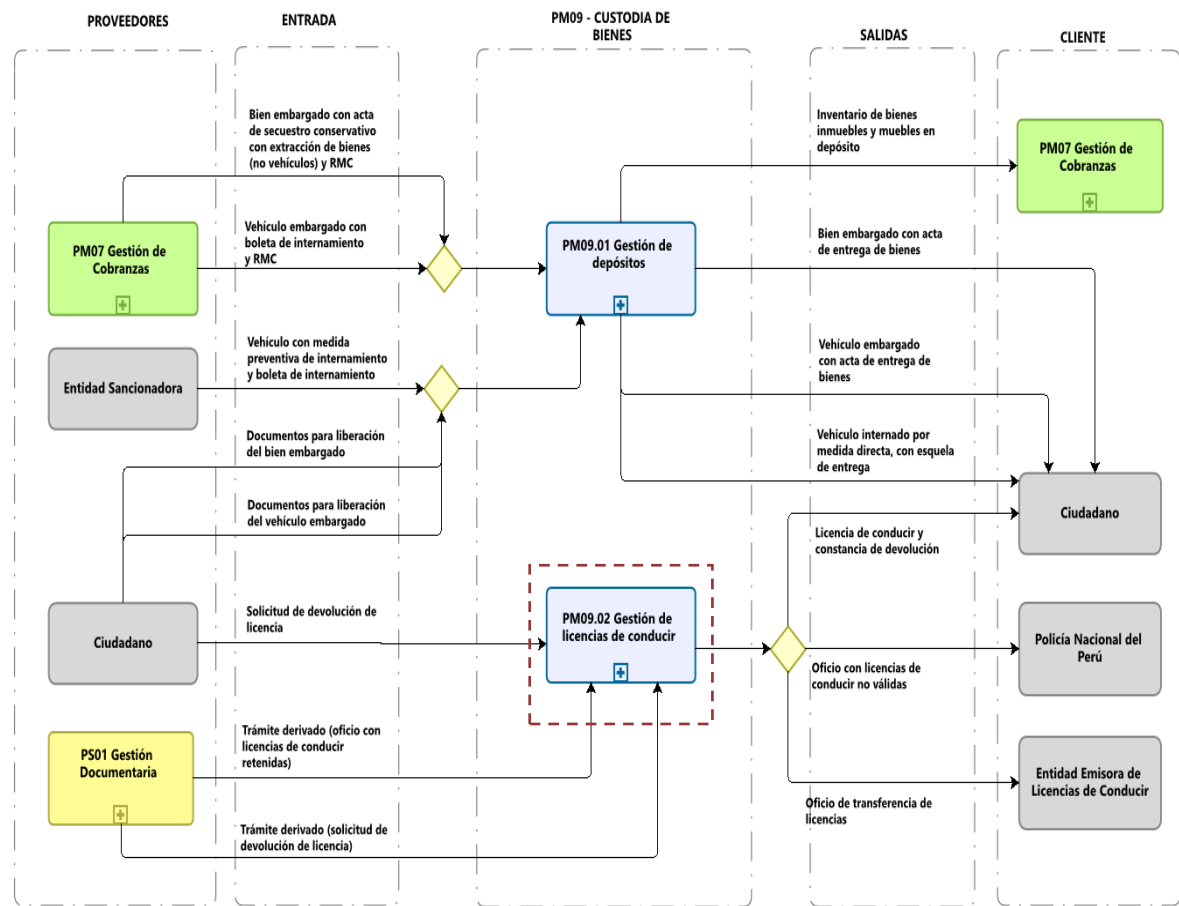 PROVEEDORES
ENTRADA
PM09 - CUSTODIA DE
BIENES
SALIDAS
CLIENTE
Bien embargado con acta
de secuestro conservativo
con extracción de bienes
(no vehículos) y RMC
Inventario de bienes
inmuebles y muebles en
depósito
PM07 Gestión de
Cobranzas
PM07 Gestión de
Cobranzas
Vehículo embargado con
boleta de internamiento
y RMC
PM09.01 Gestión de
depósitos
Bien embargado con acta
de entrega de bienes
Entidad Sancionadora
Vehículo con medida
preventiva de internamiento
y boleta de internamiento
Vehículo embargado
con acta de entrega de
bienes
Documentos para liberación
del bien embargado
Vehiculo internado por
medida directa, con esquela
de entrega
Documentos para liberación
del vehículo embargado
Ciudadano
Licencia de conducir y
constancia de devolución
Ciudadano
Solicitud de devolución de
licencia
PM09.02 Gestión de
licencias de conducir
Policía Nacional del
Perú
Oficio con licencias de
conducir no válidas
PS01 Gestión
Documentaria
Trámite derivado (oficio con
licencias de conducir
retenidas)
Entidad Emisora de
Licencias de Conducir
Oficio de transferencia de
licencias
Trámite derivado (solicitud de
devolución de licencia)